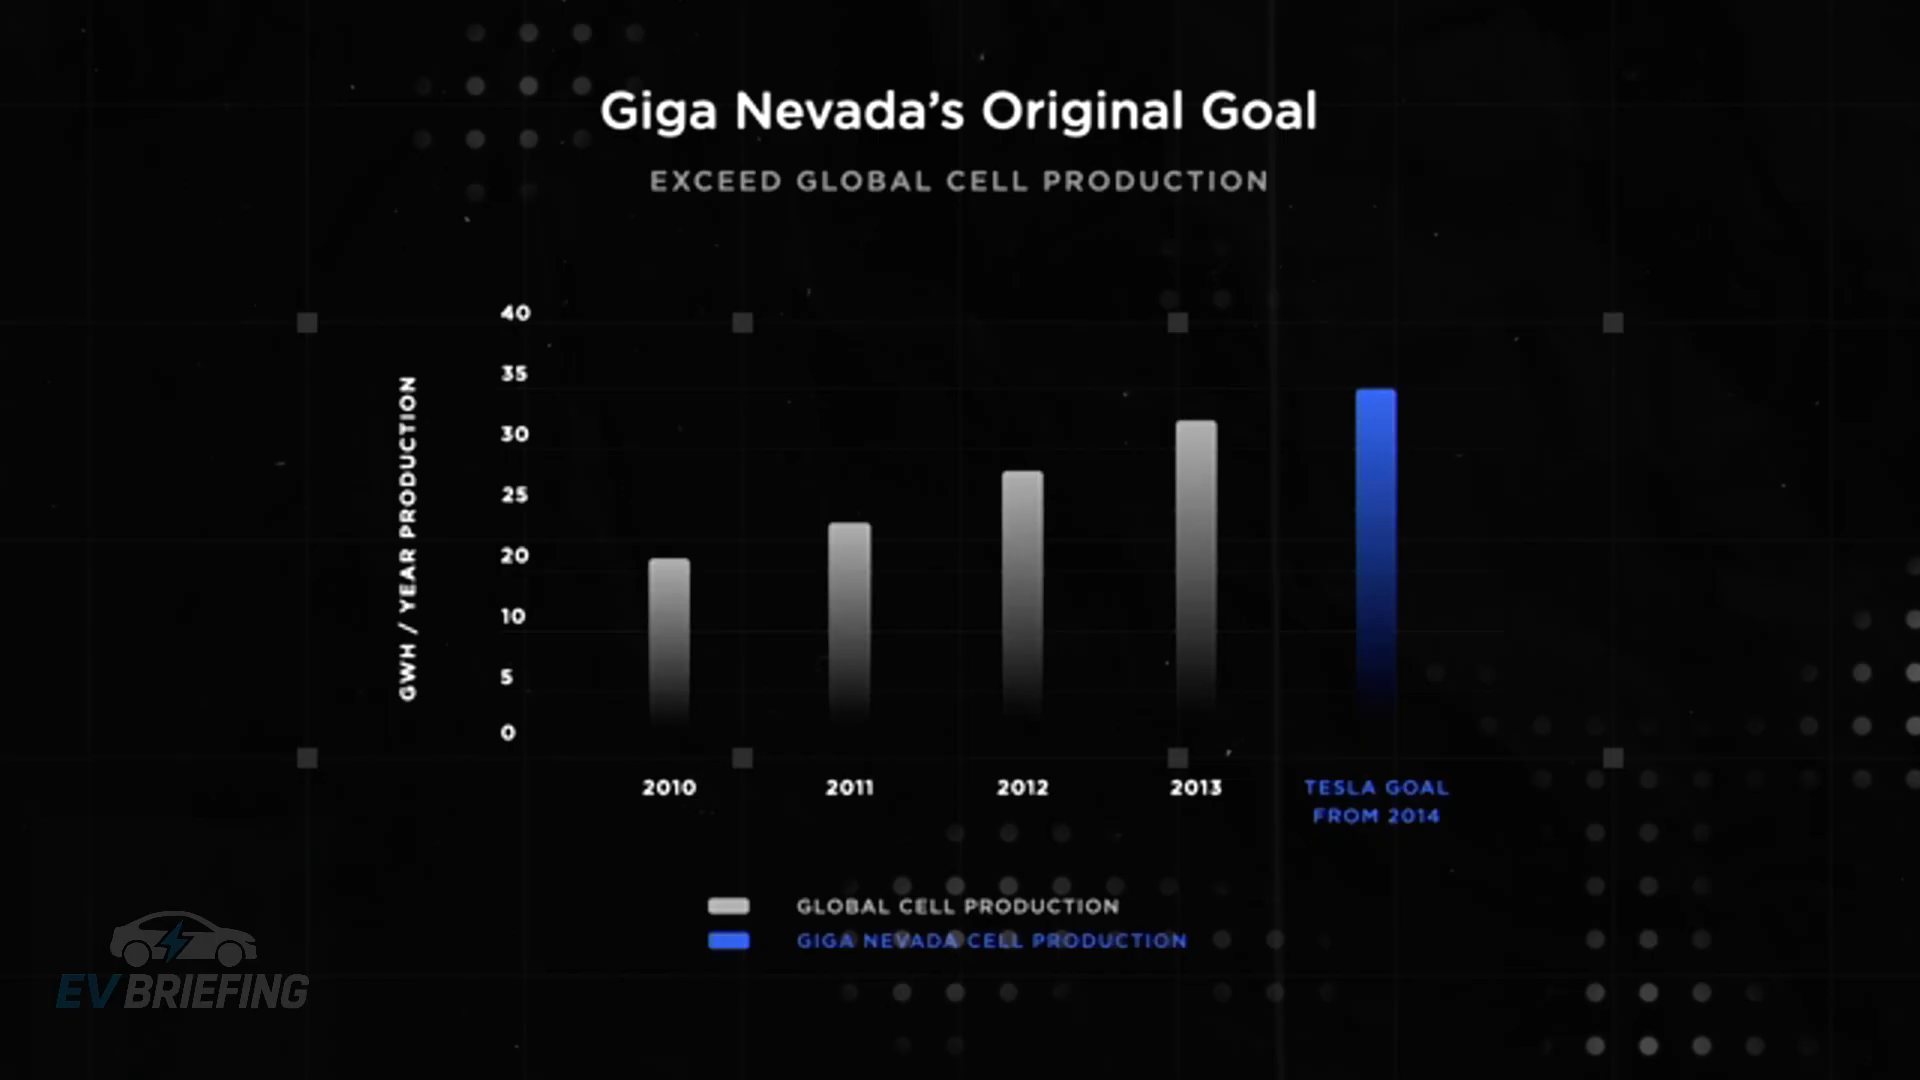 Giga Nevada’s Original Goal
EXCEED GLOBAL CELL PRODUCTION
GWH / YEAR PRODUCTION
40
35
30
25
20
10
5
0
2010
2011
2012
2013
TESLA GOAL
FROM 2014
GLOBAL CELL PRODUCTION
GIGA NEVADA CELL PRODUCTION
EV BRIEFING